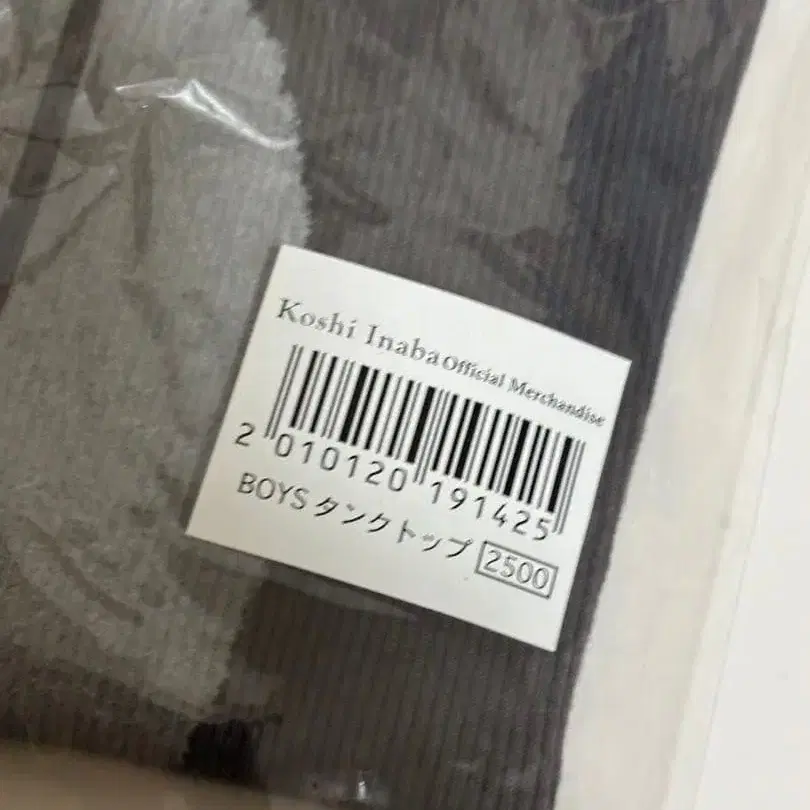 Koshi Inaba Official Merchandise
2 010120 191425
BOYS タンクトップ 2500